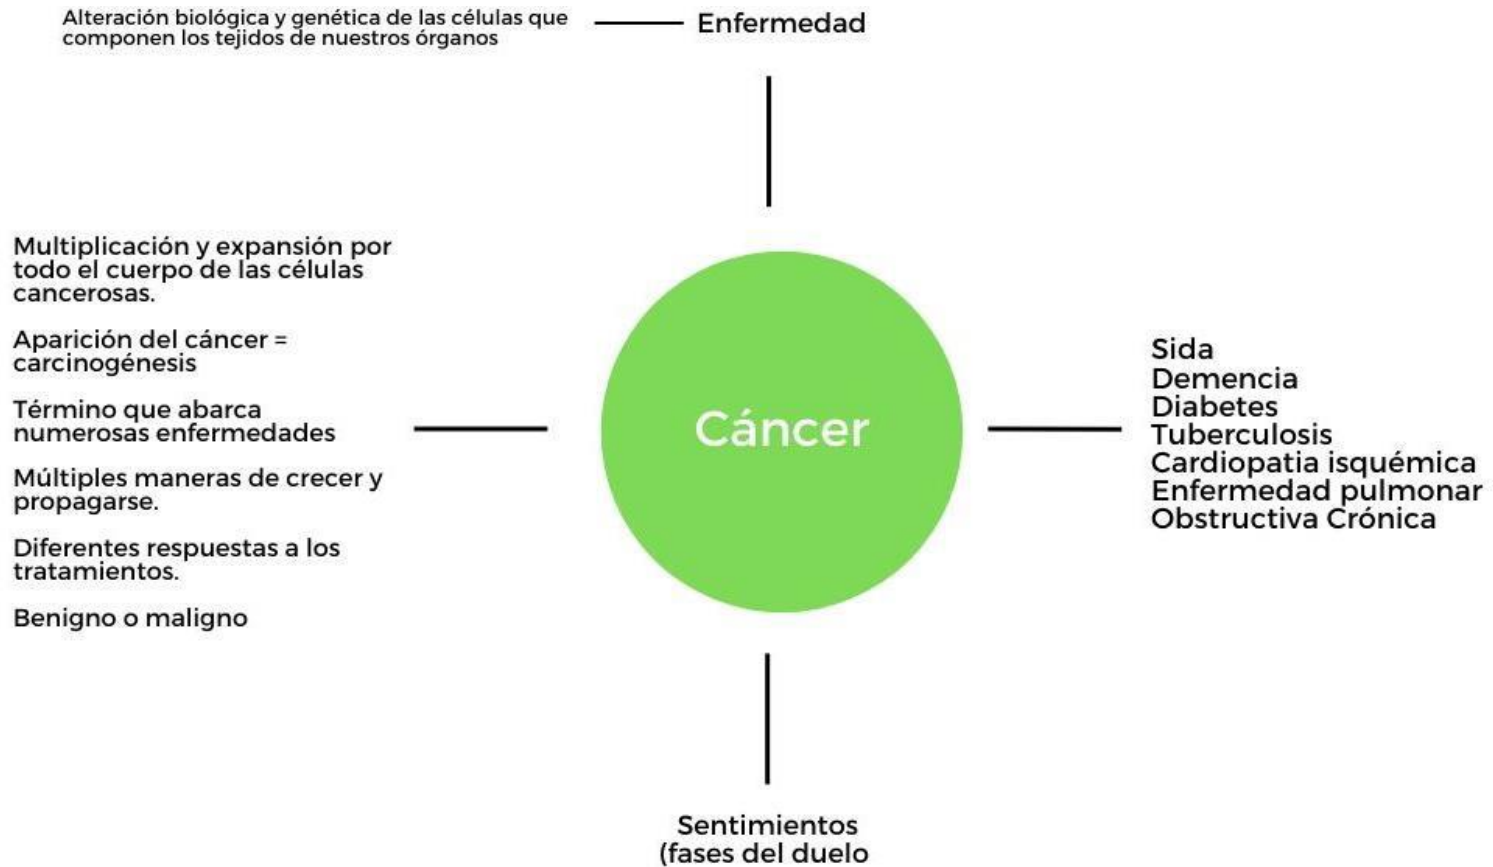 Alteración biológica y genética de las células que
componen los tejidos de nuestros órganos
Enfermedad
Multiplicación y expansión por
todo el cuerpo de las células
cancerosas.
Aparición del cáncer =
carcinogénesis
Término que abarca
numerosas enfermedades
Múltiples maneras de crecer y
propagarse.
Diferentes respuestas a los
tratamientos.
Benigno o maligno
Cáncer
Sida
Demencia
Diabetes
Tuberculosis
Cardiopatia isquémica
Enfermedad pulmonar
Obstructiva Crónica
Sentimientos
(fases del duelo